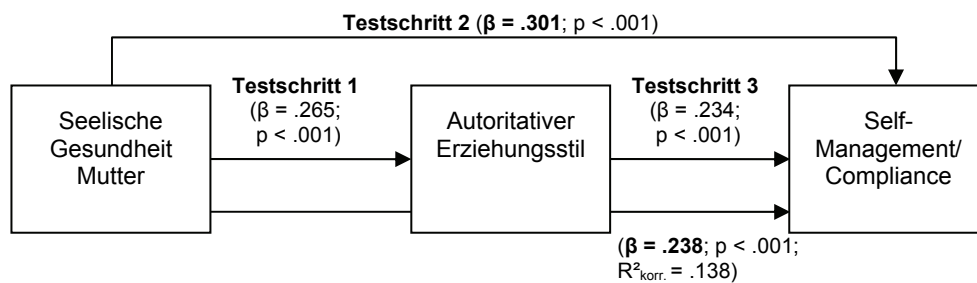 Testschritt 2 (β = .301; p < .001)
Testschritt 1
(β = .265;
p < .001)
Testschritt 3
(β = .234;
p < .001)
Seelische
Gesundheit
Mutter
Autoritativer
Erziehungsstil
Self-
Management/
Compliance
(β = .238; p < .001;
R²korr. = .138)